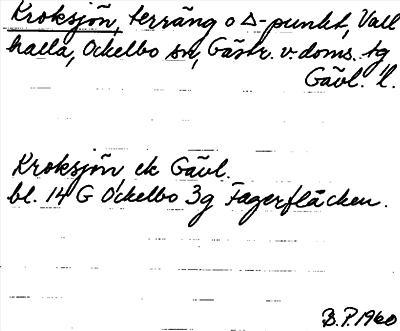 Kroksjön, terräng o Δ-punkt, Vall
halla, Ockelbo sn, Gästr. v. doms. tg
Gävl. l.
Kroksjön ek Gävl.
bl. 14 G Ockelbo 3g Fagerfläcken.
B.P. 1960